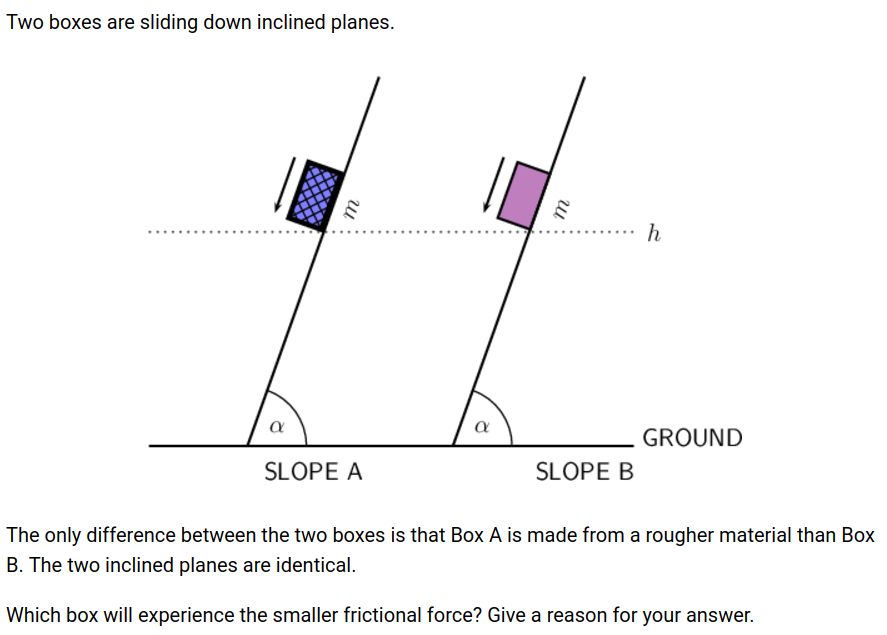 Two boxes are sliding down inclined planes.
m
m
h
α
α
GROUND
SLOPE A
SLOPE B
The only difference between the two boxes is that Box A is made from a rougher material than Box
B. The two inclined planes are identical.
Which box will experience the smaller frictional force? Give a reason for your answer.